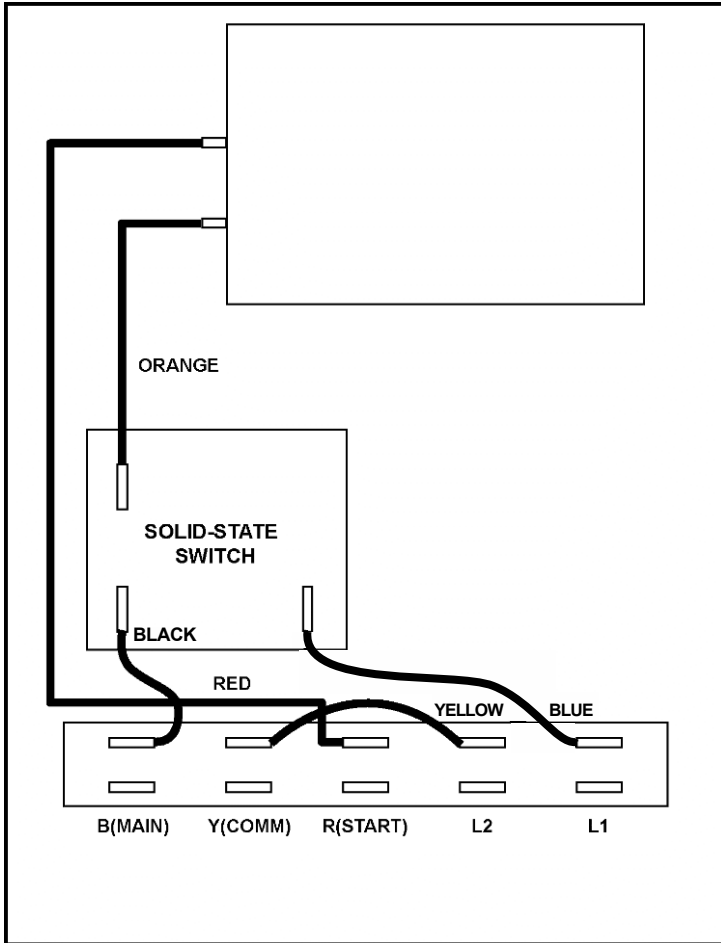 ORANGE
SOLID-STATE
SWITCH
BLACK
RED
YELLOW
BLUE
B(MAIN)
Y(COMM)
R(START)
L2
L1